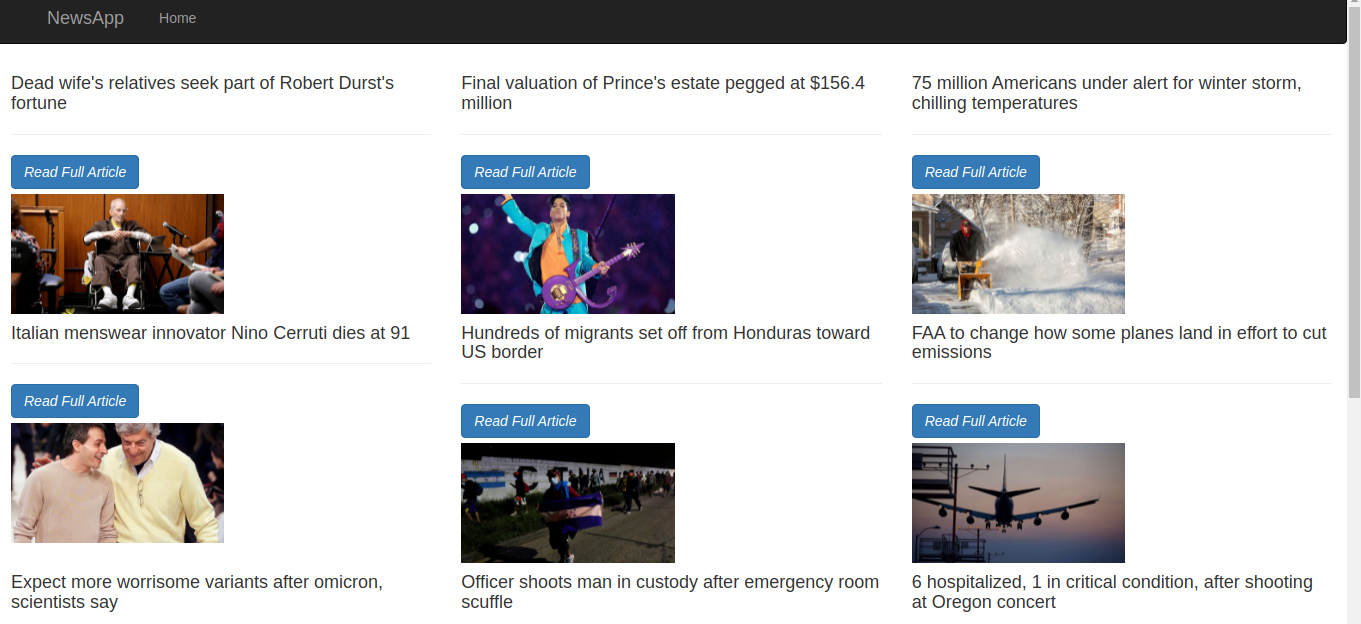 NewsApp Home
Dead wife's relatives seek part of Robert Durst's
fortune
Read Full Article
Final valuation of Prince's estate pegged at $156.4
million
Read Full Article
75 million Americans under alert for winter storm,
chilling temperatures
Read Full Article
Italian menswear innovator Nino Cerruti dies at 91
Read Full Article
Hundreds of migrants set off from Honduras toward
US border
Read Full Article
FAA to change how some planes land in effort to cut
emissions
Read Full Article
Expect more worrisome variants after omicron,
scientists say
Officer shoots man in custody after emergency room
scuffle
6 hospitalized, 1 in critical condition, after shooting
at Oregon concert